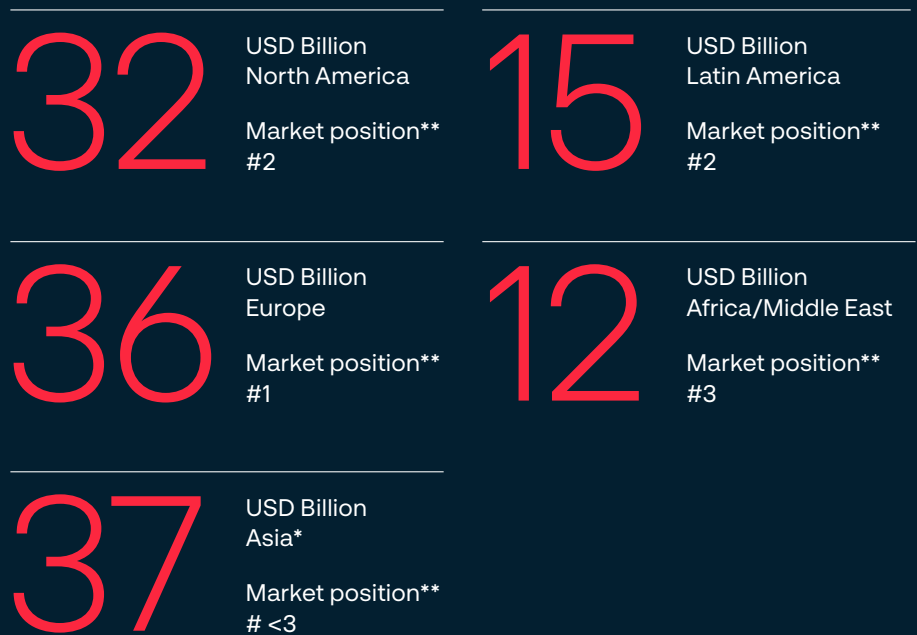 32
USD Billion
North America
Market position**
#2
15
USD Billion
Latin America
Market position**
#2
36
USD Billion
Europe
Market position**
#1
12
USD Billion
Africa/Middle East
Market position**
#3
37
USD Billion
Asia*
Market position**
# <3